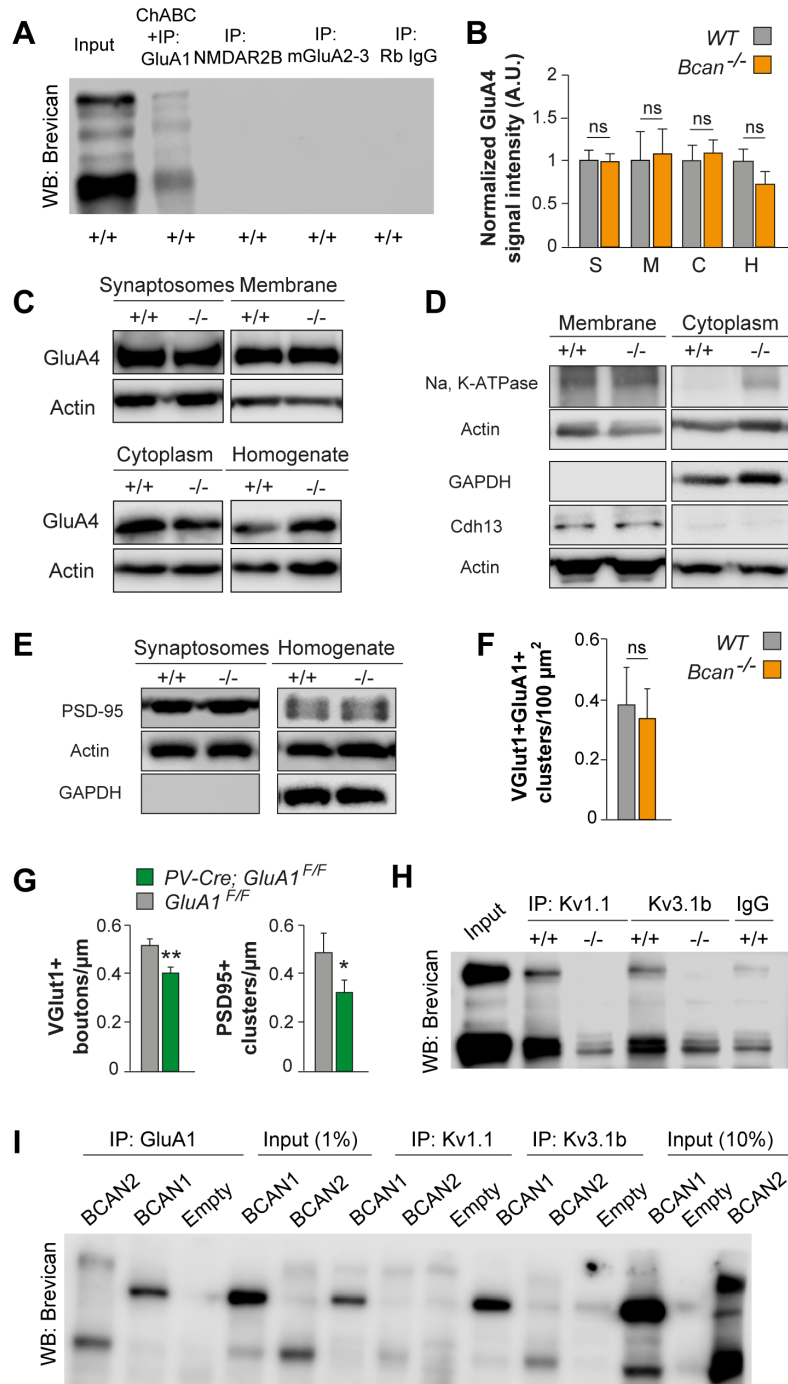 A
Input
ChABC
+IP:
GluA1
IP:
NMDAR2B
IP:
mGluA2-3
IP:
Rb IgG
WB: Brevican
+/+ +/+ +/+ +/+ +/+
B
WT
Bcan-/-
Normalized GluA4
signal intensity (A.U.)
2
1.5
1
0.5
0
ns ns ns ns
S M C H
C
Synaptosomes Membrane
+/+ -/- +/+ -/-
GluA4
Actin
Cytoplasm Homogenate
+/+ -/- +/+ -/-
GluA4
Actin
D
Membrane Cytoplasm
+/+ -/- +/+ -/-
Na, K-ATPase
Actin
GAPDH
Cdh13
Actin
E
Synaptosomes Homogenate
+/+ -/- +/+ -/-
PSD-95
Actin
GAPDH
F
WT
Bcan-/-
VGlut1+GluA1+
clusters/100 µm²
0.6
0.4
0.2
0
ns
G
PV-Cre; GluA1 F/F
GluA1 F/F
VGlut1+
boutons/µm
0.6
0.4
0.2
0
**
PSD95+
clusters/µm
0.6
0.4
0.2
0
*
H
Input
IP: Kv1.1 Kv3.1b IgG
+/+ -/- +/+ -/- +/+
WB: Brevican
I
IP: GluA1 Input (1%) IP: Kv1.1 IP: Kv3.1b Input (10%)
BCAN2 BCAN1 Empty BCAN1 BCAN2 BCAN1 BCAN2 Empty BCAN1 BCAN2 Empty BCAN1 Empty BCAN2
WB: Brevican